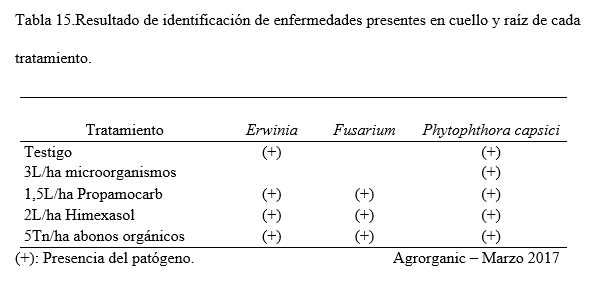 Tabla 15.Resultado de identificación de enfermedades presentes en cuello y raíz de cada
tratamiento.
Tratamiento Erwinia Fusarium Phytophthora capsici
Testigo (+) (+)
3L/ha microorganismos (+)
1,5L/ha Propamocarb (+) (+) (+)
2L/ha Himexasol (+) (+) (+)
5Tn/ha abonos orgánicos (+) (+) (+)
(+): Presencia del patógeno. Agrorganic – Marzo 2017